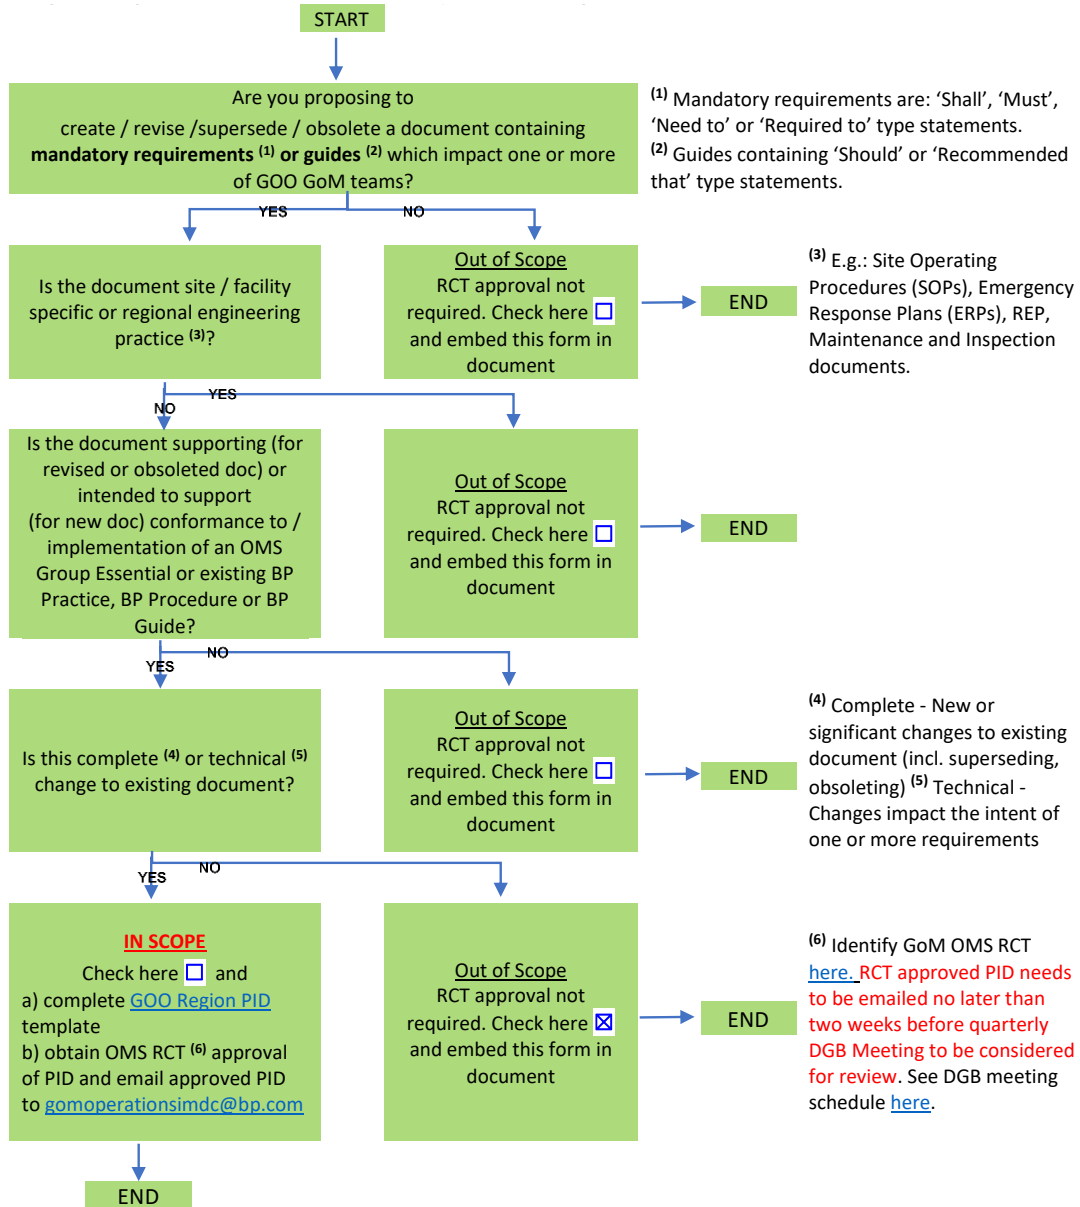 START
Are you proposing to
create / revise /supersede / obsolete a document containing
mandatory requirements (1) or guides (2) which impact one or more
of GOO GoM teams?
(1) Mandatory requirements are: ‘Shall’, ‘Must’,
‘Need to’ or ‘Required to’ type statements.
(2) Guides containing ‘Should’ or ‘Recommended
that’ type statements.
YES
NO
Is the document site / facility
specific or regional engineering
practice (3)?
Out of Scope
RCT approval not
required. Check here ☐
and embed this form in
document
END
(3) E.g.: Site Operating
Procedures (SOPs), Emergency
Response Plans (ERPs), REP,
Maintenance and Inspection
documents.
YES
NO
Is the document supporting (for
revised or obsoleted doc) or
intended to support
(for new doc) conformance to /
implementation of an OMS
Group Essential or existing BP
Practice, BP Procedure or BP
Guide?
Out of Scope
RCT approval not
required. Check here ☐
and embed this form in
document
END
NO
YES
Is this complete (4) or technical (5)
change to existing document?
Out of Scope
RCT approval not
required. Check here ☐
and embed this form in
document
END
(4) Complete - New or
significant changes to existing
document (incl. superseding,
obsoleting) (5) Technical -
Changes impact the intent of
one or more requirements
NO
YES
IN SCOPE
Check here ☐ and
a) complete GOO Region PID
template
b) obtain OMS RCT (6) approval
of PID and email approved PID
to gomoperationsimdc@bp.com
Out of Scope
RCT approval not
required. Check here ☒
and embed this form in
document
END
(6) Identify GoM OMS RCT
here. RCT approved PID needs
to be emailed no later than
two weeks before quarterly
DGB Meeting to be considered
for review. See DGB meeting
schedule here.
END